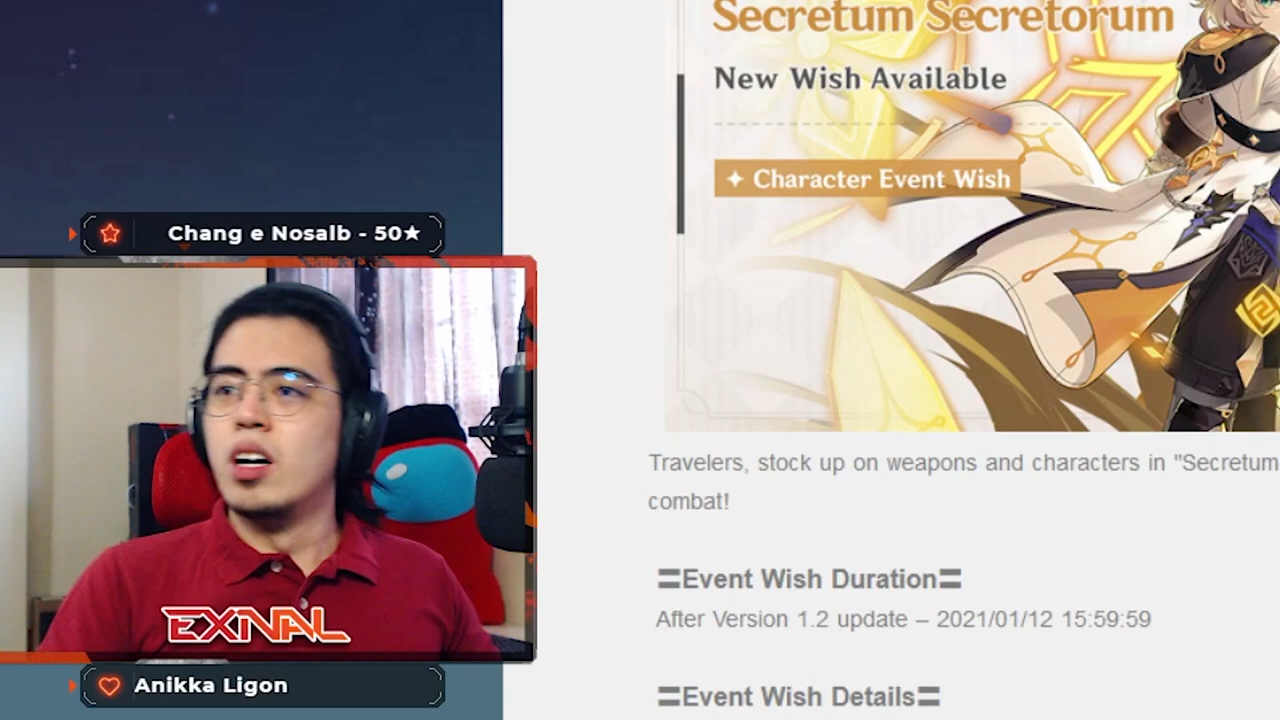 Secretum Secretorum
New Wish Available
✦ Character Event Wish
Chang e Nosalb - 50★
EXNAL
Anikka Ligon
Travelers, stock up on weapons and characters in "Secretum
combat!
〓Event Wish Duration〓
After Version 1.2 update – 2021/01/12 15:59:59
〓Event Wish Details〓